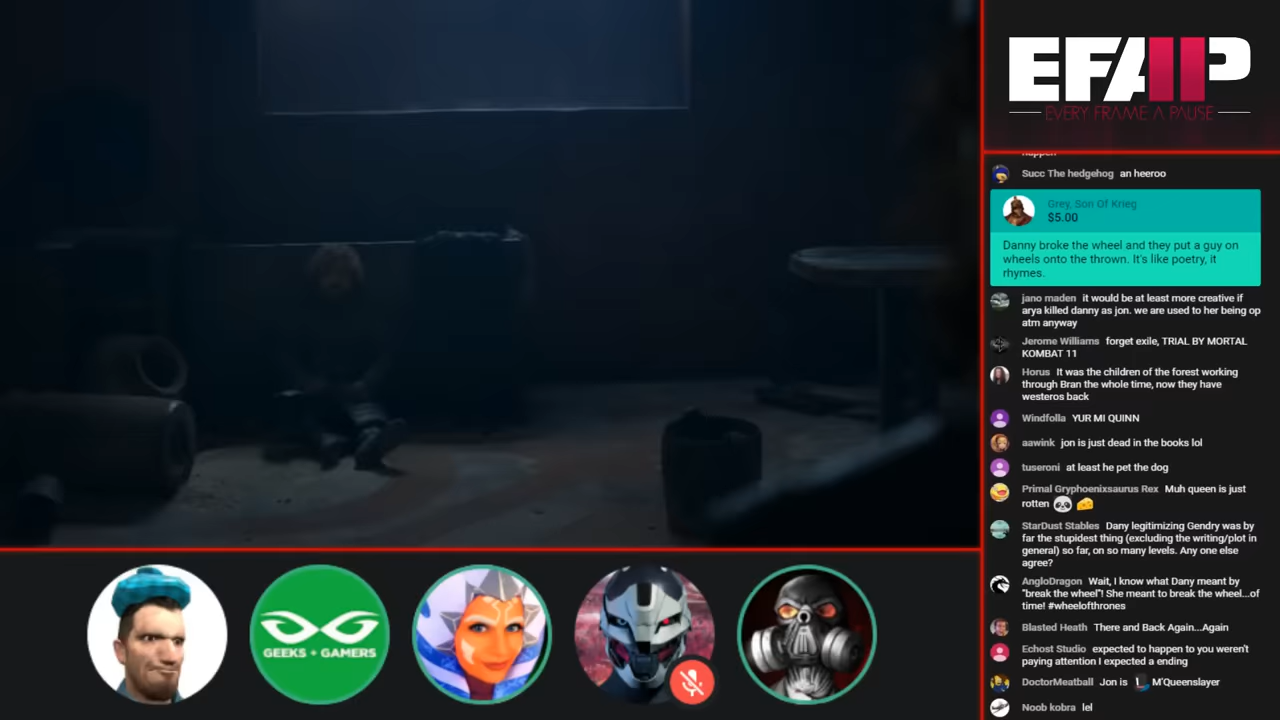 EFAP
EVERY FRAME A PAUSE
happen
Succ The hedgehog an heeroo
Grey, Son Of Krieg
$5.00
Danny broke the wheel and they put a guy on
wheels onto the thrown. It's like poetry, it
rhymes.
jano maden it would be at least more creative if
arya killed danny as jon. we are used to her being op
atm anyway
Jerome Williams forget exile, TRIAL BY MORTAL
KOMBAT 11
Horus It was the children of the forest working
through Bran the whole time, now they have
westeros back
Windfolla YUR MI QUINN
aawink jon is just dead in the books lol
tuseroni at least he pet the dog
Primal Gryphoenixsaurus Rex Muh queen is just
rotten
StarDust Stables Dany legitimizing Gendry was by
far the stupidest thing (excluding the writing/plot in
general) so far, on so many levels. Any one else
agree?
AngloDragon Wait, I know what Dany meant by
"break the wheel"! She meant to break the wheel...of
time! #wheelofthrones
Blasted Heath There and Back Again...Again
Echost Studio expected to happen to you weren't
paying attention I expected a ending
DoctorMeatball Jon is M'Queenslayer
Noob kobra lel
GEEKS + GAMERS